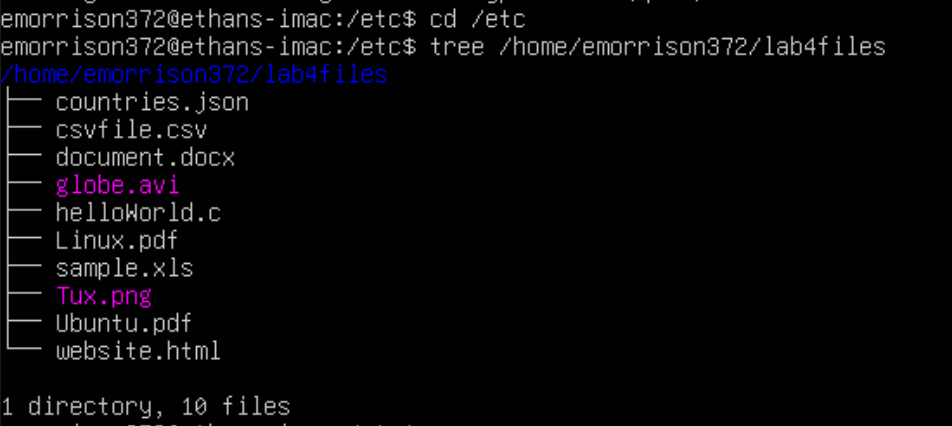 emorrison372@ethans-imac:/etc$ cd /etc
emorrison372@ethans-imac:/etc$ tree /home/emorrison372/lab4files
/home/emorrison372/lab4files
├── countries.json
├── csvfile.csv
├── document.docx
├── globe.avi
├── helloWorld.c
├── Linux.pdf
├── sample.xls
├── Tux.png
├── Ubuntu.pdf
└── website.html
1 directory, 10 files